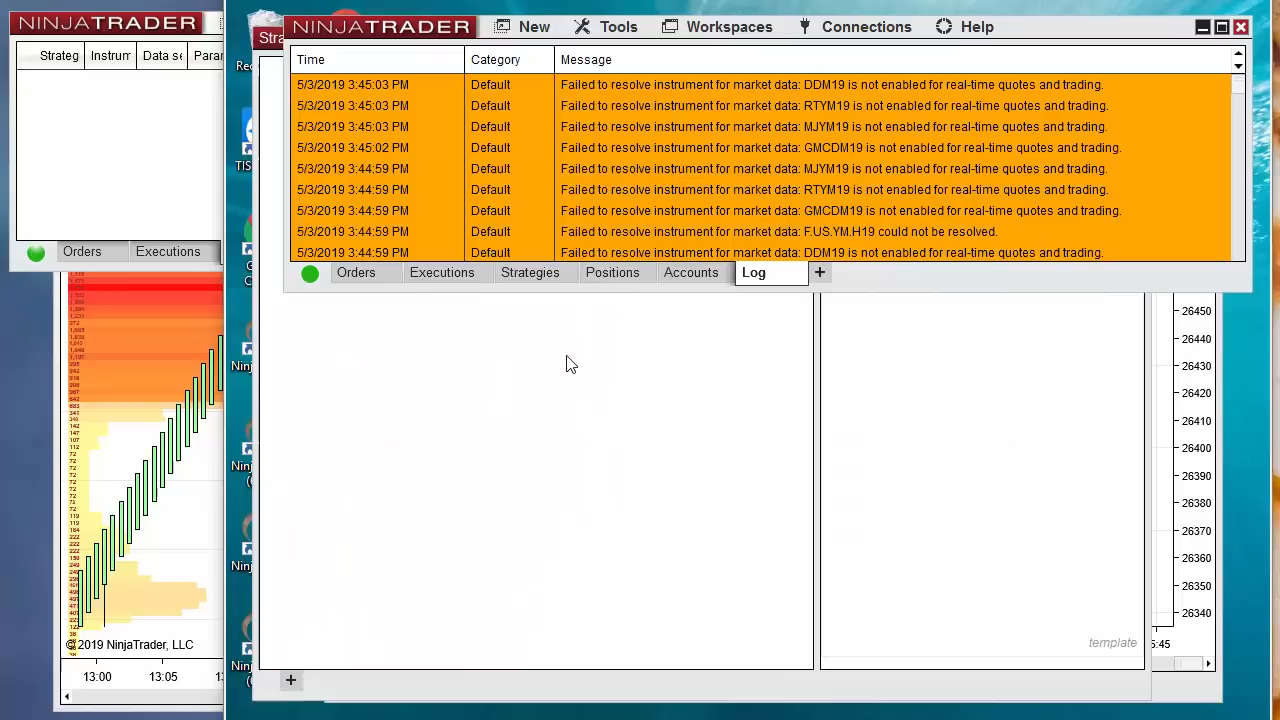 NINJATRADER
Strateg Instrum Data se Para
Orders Executions
13:00 13:05
© 2019 NinjaTrader, LLC
Stra
Rec
TIS
Ninj
NINJATRADER New Tools Workspaces Connections Help
Time Category Message
5/3/2019 3:45:03 PM Default Failed to resolve instrument for market data: DDM19 is not enabled for real-time quotes and trading.
5/3/2019 3:45:03 PM Default Failed to resolve instrument for market data: RTYM19 is not enabled for real-time quotes and trading.
5/3/2019 3:45:03 PM Default Failed to resolve instrument for market data: MJYM19 is not enabled for real-time quotes and trading.
5/3/2019 3:45:02 PM Default Failed to resolve instrument for market data: GMCDM19 is not enabled for real-time quotes and trading.
5/3/2019 3:44:59 PM Default Failed to resolve instrument for market data: MJYM19 is not enabled for real-time quotes and trading.
5/3/2019 3:44:59 PM Default Failed to resolve instrument for market data: RTYM19 is not enabled for real-time quotes and trading.
5/3/2019 3:44:59 PM Default Failed to resolve instrument for market data: GMCDM19 is not enabled for real-time quotes and trading.
5/3/2019 3:44:59 PM Default Failed to resolve instrument for market data: F.US.YM.H19 could not be resolved.
5/3/2019 3:44:59 PM Default Failed to resolve instrument for market data: DDM19 is not enabled for real-time quotes and trading.
Orders Executions Strategies Positions Accounts Log +
26450
26440
26430
26420
26410
26400
26390
26380
26370
26360
26350
26340
template
5:45
+